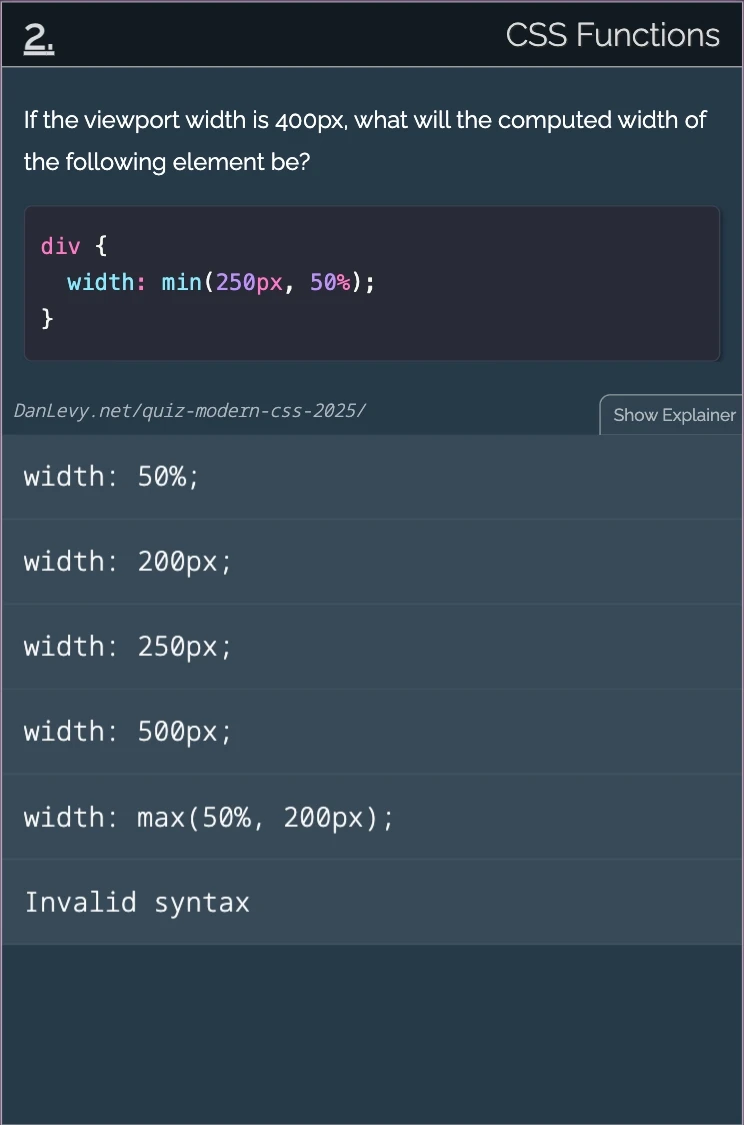 2.
CSS Functions
If the viewport width is 400px, what will the computed width of
the following element be?
div {
  width: min(250px, 50%);
}
DanLevy.net/quiz-modern-css-2025/
Show Explainer
width: 50%;
width: 200px;
width: 250px;
width: 500px;
width: max(50%, 200px);
Invalid syntax